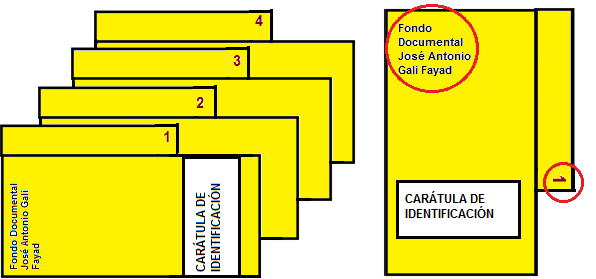 4
3
2
1
Fondo Documental
José Antonio Gali
Fayad
CARÁTULA DE
IDENTIFICACIÓN
Fondo
Documental
José Antonio
Gali Fayad
1
CARÁTULA DE
IDENTIFICACIÓN